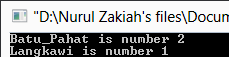 "D:\Nurul Zakiah's files\Docum
Batu_Pahat is number 2
Langkawi is number 1